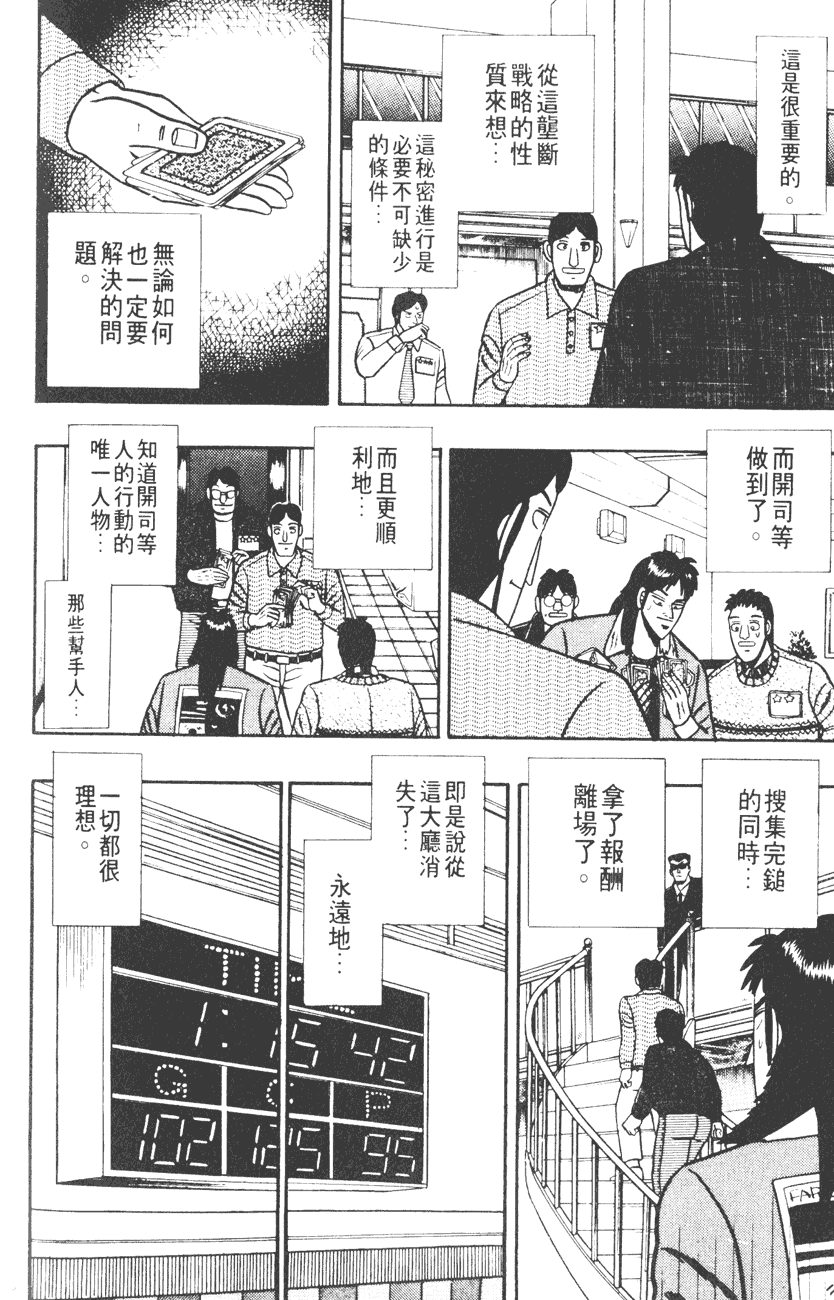 這是很重要的。
從這壟斷
戰略的性
質來想…
這秘密進行是
必要不可缺少
的條件…
無論如何
也一定要
解決的問
題。
而開司等
做到了。
而且更順
利地…
知道開司等
人的行動的
唯一人物…
那些幫手人…
搜集完鎚
的同時…
拿了報酬
離場了。
即是說從
這大廳消
失了…
永遠地…
一切都很
理想。
1:15 42
G C P
102 125 95